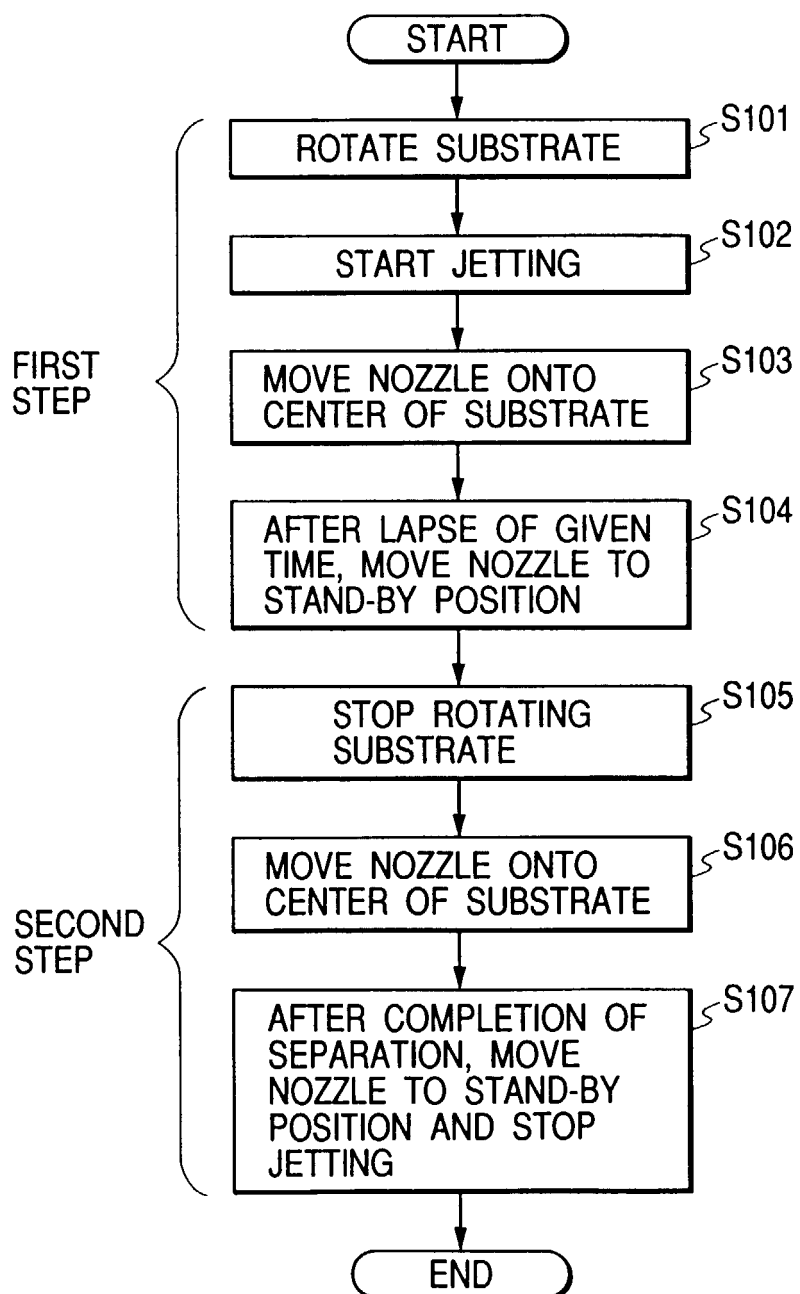 START
S101
ROTATE SUBSTRATE
S102
START JETTING
FIRST
STEP
S103
MOVE NOZZLE ONTO
CENTER OF SUBSTRATE
S104
AFTER LAPSE OF GIVEN
TIME, MOVE NOZZLE TO
STAND-BY POSITION
S105
STOP ROTATING
SUBSTRATE
SECOND
STEP
S106
MOVE NOZZLE ONTO
CENTER OF SUBSTRATE
S107
AFTER COMPLETION OF
SEPARATION, MOVE
NOZZLE TO STAND-BY
POSITION AND STOP
JETTING
END